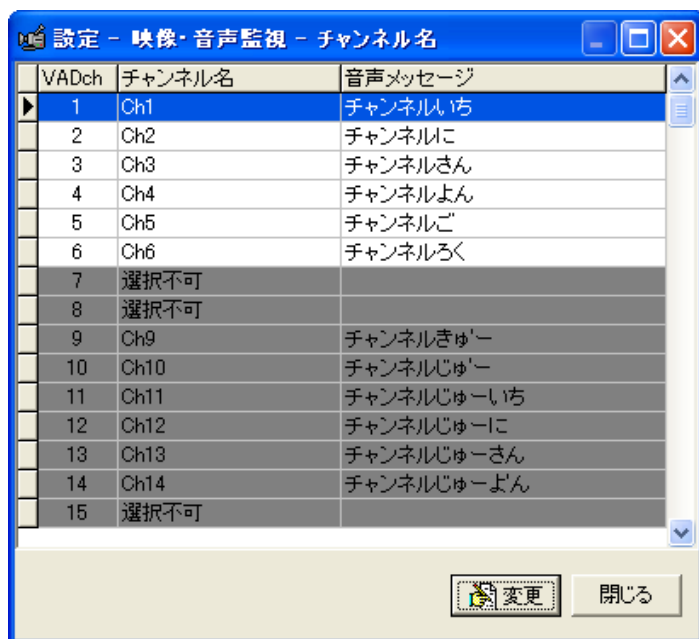 設定 - 映像・音声監視 - チャンネル名
VADch チャンネル名 音声メッセージ
1 Ch1 チャンネルいち
2 Ch2 チャンネルに
3 Ch3 チャンネルさん
4 Ch4 チャンネルよん
5 Ch5 チャンネルご
6 Ch6 チャンネルろく
7 選択不可
8 選択不可
9 Ch9 チャンネルきゅ'ー
10 Ch10 チャンネルじゅ'ー
11 Ch11 チャンネルじゅーいち
12 Ch12 チャンネルじゅーに
13 Ch13 チャンネルじゅーさん
14 Ch14 チャンネルじゅーよ'ん
15 選択不可
変更 閉じる